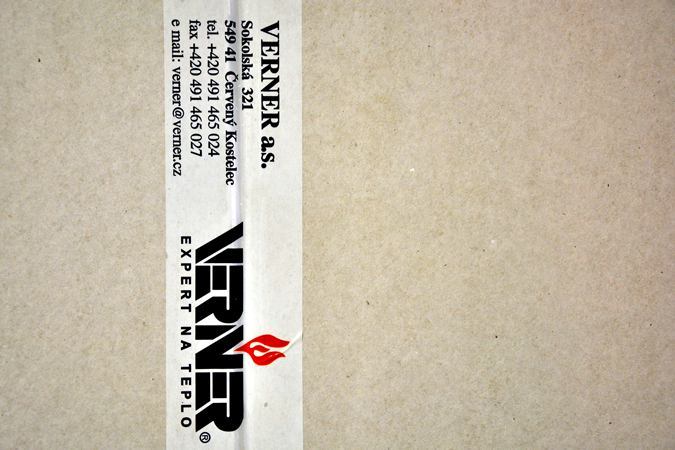 VERNER a.s.
Sokolská 321
549 41 Červený Kostelec
tel. +420 491 465 024
fax +420 491 465 027
e mail: verner@verner.cz
VERNER®
EXPERT NA TEPLO